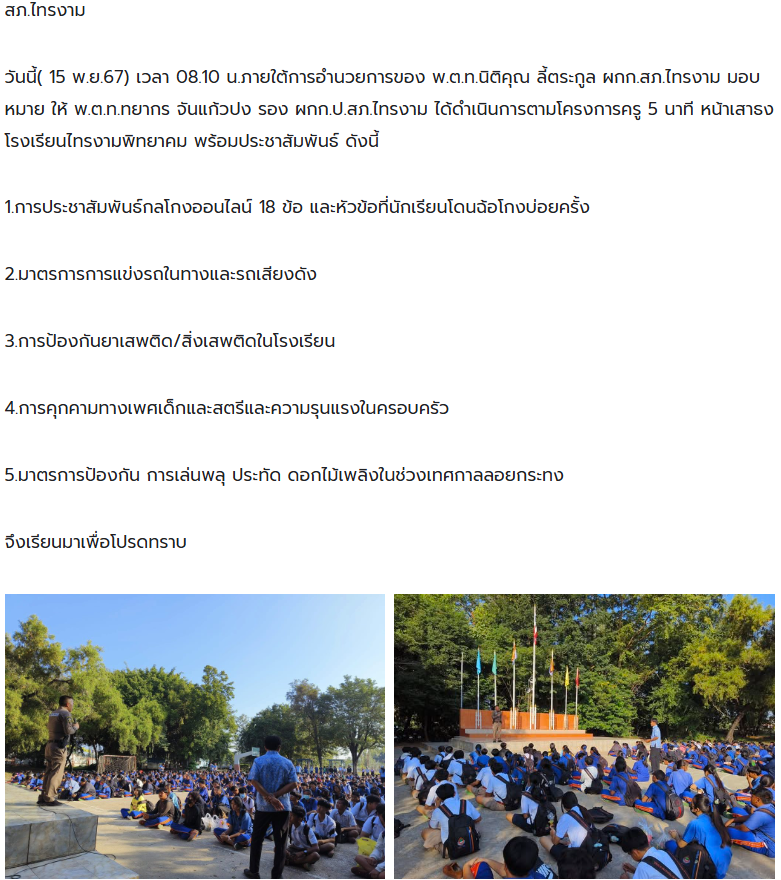 สภ.ไทรงาม
วันนี้( 15 พ.ย.67) เวลา 08.10 น.ภายใต้การอำนวยการของ พ.ต.ท.นิติคุณ ลี้ตระกูล ผกก.สภ.ไทรงาม มอบ
หมาย ให้ พ.ต.ท.ทยากร จันแก้วปง รอง ผกก.ป.สภ.ไทรงาม ได้ดำเนินการตามโครงการครู 5 นาที หน้าเสาธง
โรงเรียนไทรงามพิทยาคม พร้อมประชาสัมพันธ์ ดังนี้
1.การประชาสัมพันธ์กลโกงออนไลน์ 18 ข้อ และหัวข้อที่นักเรียนโดนฉ้อโกงบ่อยครั้ง
2.มาตรการการแข่งรถในทางและรถเสียงดัง
3.การป้องกันยาเสพติด/สิ่งเสพติดในโรงเรียน
4.การคุกคามทางเพศเด็กและสตรีและความรุนแรงในครอบครัว
5.มาตรการป้องกัน การเล่นพลุ ประทัด ดอกไม้เพลิงในช่วงเทศกาลลอยกระทง
จึงเรียนมาเพื่อโปรดทราบ